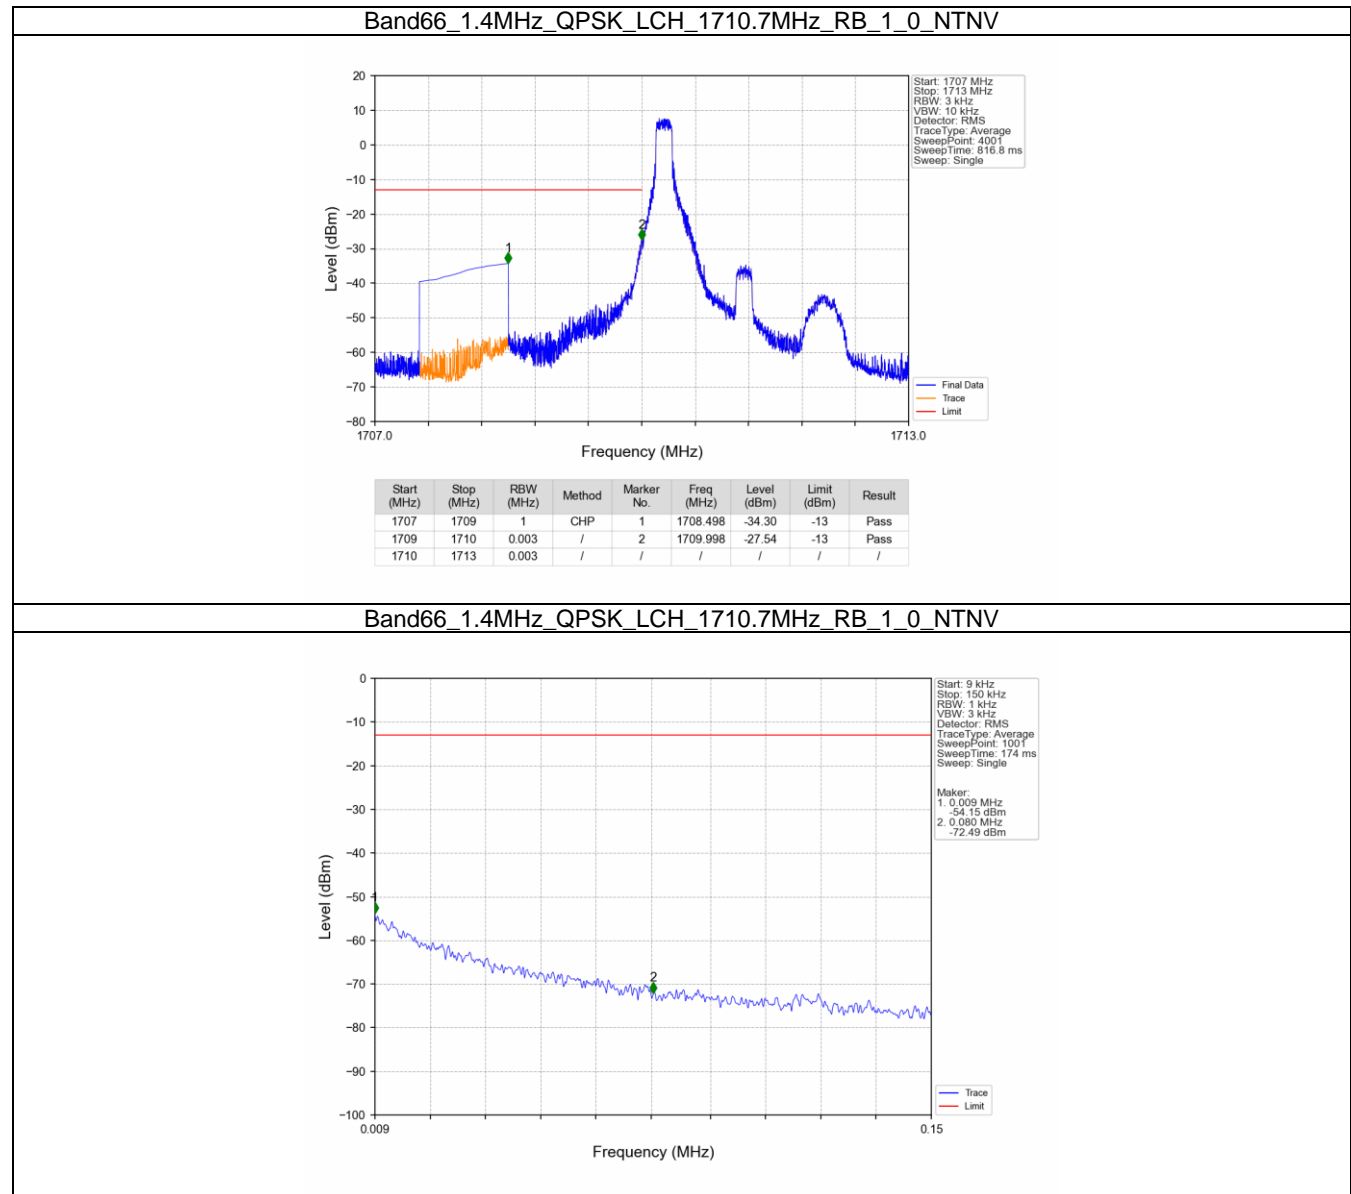 Band66_1.4MHz_QPSK_LCH_1710.7MHz_RB_1_0_NTNV
20
10
0
−10
−20
−30
−40
−50
−60
−70
−80
Level (dBm)
1
2
1707.0
1713.0
Frequency (MHz)
Start: 1707 MHz
Stop: 1713 MHz
RBW: 3 kHz
VBW: 10 kHz
Detector: RMS
TraceType: Average
SweepPoint: 4001
SweepTime: 816.8 ms
Sweep: Single
Final Data
Trace
Limit
Start (MHz) Stop (MHz) RBW (MHz) Method Marker No. Freq (MHz) Level (dBm) Limit (dBm) Result
1707 1709 1 CHP 1 1708.498 -34.30 -13 Pass
1709 1710 0.003 / 2 1709.998 -27.54 -13 Pass
1710 1713 0.003 / / / / / /
Band66_1.4MHz_QPSK_LCH_1710.7MHz_RB_1_0_NTNV
0
−10
−20
−30
−40
−50
−60
−70
−80
−90
−100
Level (dBm)
1
2
0.009
0.15
Frequency (MHz)
Start: 9 kHz
Stop: 150 kHz
RBW: 1 kHz
VBW: 3 kHz
Detector: RMS
TraceType: Average
SweepPoint: 1001
SweepTime: 174 ms
Sweep: Single
Maker:
1. 0.009 MHz
-54.15 dBm
2. 0.080 MHz
-72.49 dBm
Trace
Limit